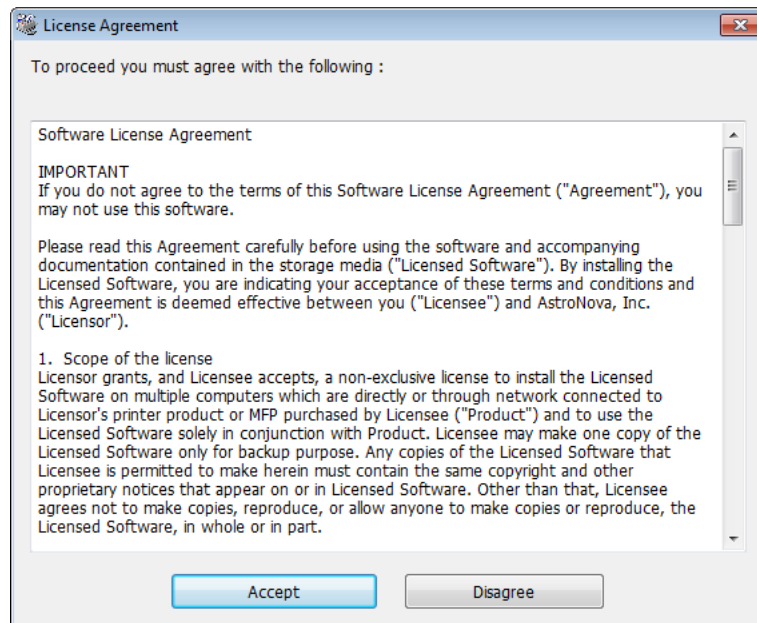 License Agreement
To proceed you must agree with the following :
Software License Agreement
IMPORTANT
If you do not agree to the terms of this Software License Agreement ("Agreement"), you
may not use this software.
Please read this Agreement carefully before using the software and accompanying
documentation contained in the storage media ("Licensed Software"). By installing the
Licensed Software, you are indicating your acceptance of these terms and conditions and
this Agreement is deemed effective between you ("Licensee") and AstroNova, Inc.
("Licensor").
1. Scope of the license
Licensor grants, and Licensee accepts, a non-exclusive license to install the Licensed
Software on multiple computers which are directly or through network connected to
Licensor's printer product or MFP purchased by Licensee ("Product") and to use the
Licensed Software solely in conjunction with Product. Licensee may make one copy of the
Licensed Software only for backup purpose. Any copies of the Licensed Software that
Licensee is permitted to make herein must contain the same copyright and other
proprietary notices that appear on or in Licensed Software. Other than that, Licensee
agrees not to make copies, reproduce, or allow anyone to make copies or reproduce, the
Licensed Software, in whole or in part.
Accept Disagree